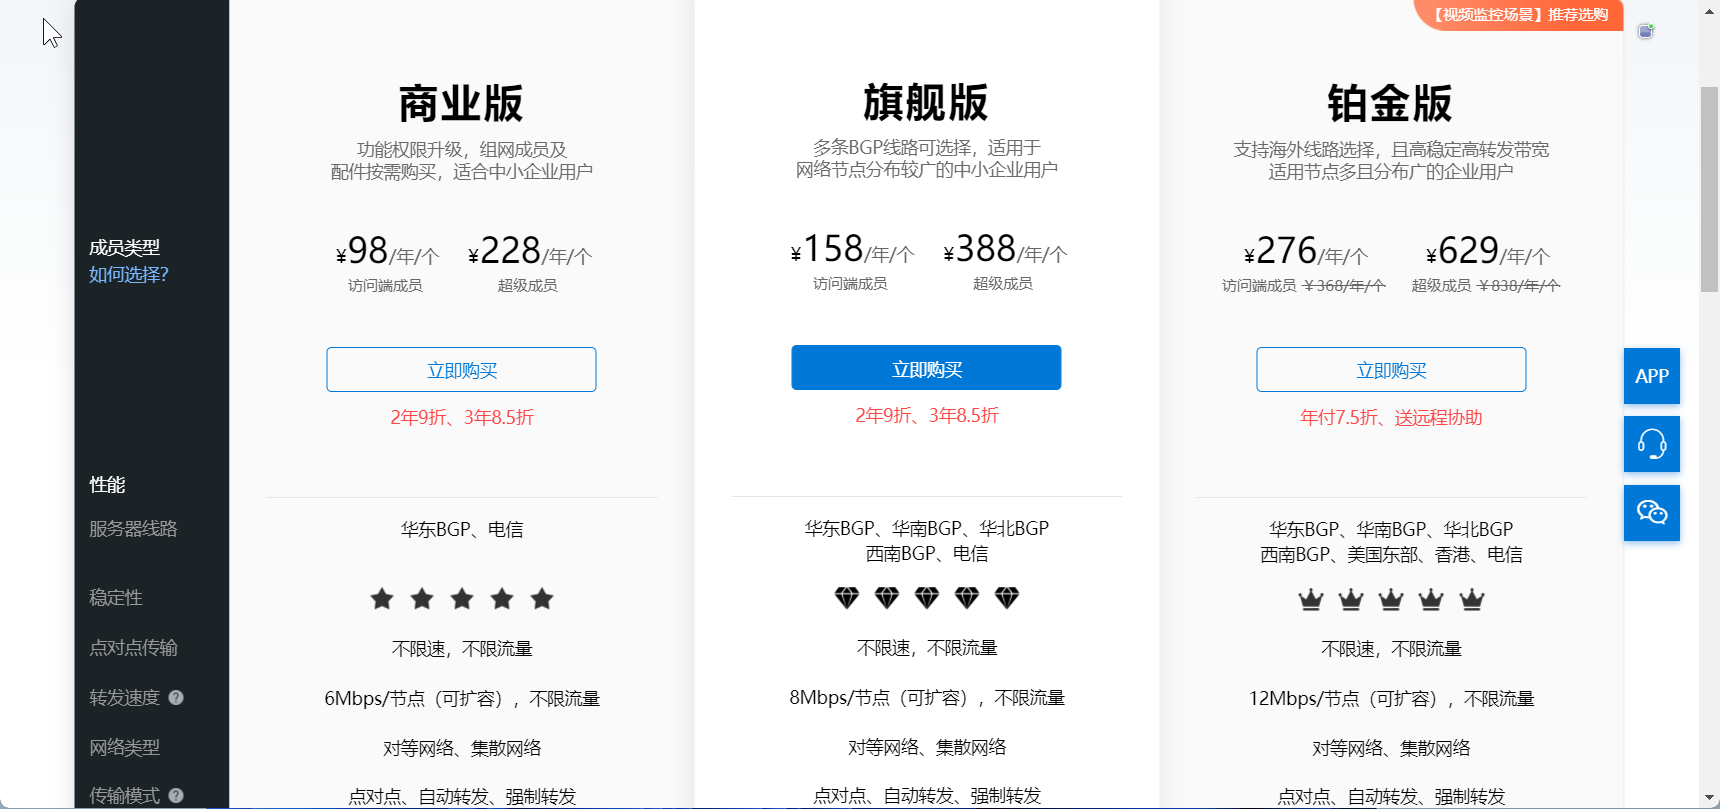 【视频监控场景】推荐选购
商业版
功能权限升级，组网成员及
配件按需购买，适合中小企业用户
旗舰版
多条BGP线路可选择，适用于
网络节点分布较广的中小企业用户
铂金版
支持海外线路选择，且高稳定高转发带宽
适用节点多且分布广的企业用户
成员类型
如何选择？
¥98/年/个 ¥228/年/个
访问端成员 超级成员
¥158/年/个 ¥388/年/个
访问端成员 超级成员
¥276/年/个 ¥629/年/个
访问端成员 ￥368/年/个 超级成员 ￥838/年/个
立即购买
2年9折、3年8.5折
立即购买
2年9折、3年8.5折
立即购买
年付7.5折、送远程协助
APP
性能
服务器线路
华东BGP、电信
华东BGP、华南BGP、华北BGP
西南BGP、电信
华东BGP、华南BGP、华北BGP
西南BGP、美国东部、香港、电信
稳定性
点对点传输
不限速，不限流量
不限速，不限流量
不限速，不限流量
转发速度 ?
6Mbps/节点（可扩容），不限流量
8Mbps/节点（可扩容），不限流量
12Mbps/节点（可扩容），不限流量
网络类型
对等网络、集散网络
对等网络、集散网络
对等网络、集散网络
传输模式 ?
点对点、自动转发、强制转发
点对点、自动转发、强制转发
点对点、自动转发、强制转发